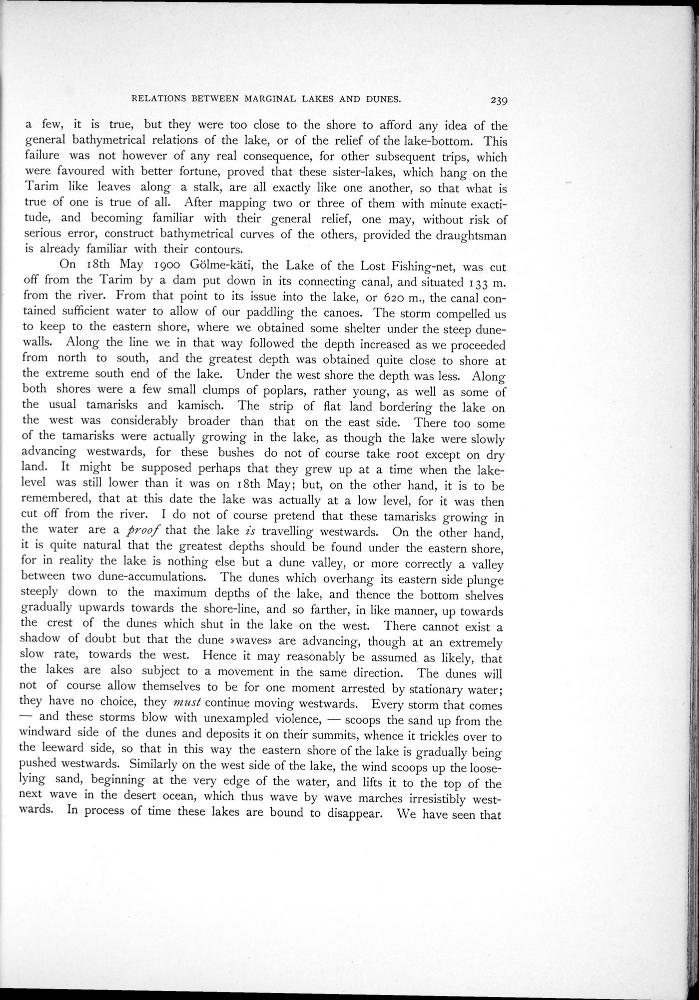 RELATIONS BETWEEN MARGINAL LAKES AND DUNES. 239
a few, it is true, but they were too close to the shore to afford any idea of the
general bathymetrical relations of the lake, or of the relief of the lake-bottom. This
failure was not however of any real consequence, for other subsequent trips, which
were favoured with better fortune, proved that these sister-lakes, which hang on the
Tarim like leaves along a stalk, are all exactly like one another, so that what is
true of one is true of all. After mapping two or three of them with minute exacti-
tude, and becoming familiar with their general relief, one may, without risk of
serious error, construct bathymetrical curves of the others, provided the draughtsman
is already familiar with their contours.
On 18th May 1900 Gölme-käti, the Lake of the Lost Fishing-net, was cut
off from the Tarim by a dam put down in its connecting canal, and situated 133 m.
from the river. From that point to its issue into the lake, or 620 m., the canal con-
tained sufficient water to allow of our paddling the canoes. The storm compelled us
to keep to the eastern shore, where we obtained some shelter under the steep dune-
walls. Along the line we in that way followed the depth increased as we proceeded
from north to south, and the greatest depth was obtained quite close to shore at
the extreme south end of the lake. Under the west shore the depth was less. Along
both shores were a few small clumps of poplars, rather young, as well as some of
the usual tamarisks and kamisch. The strip of flat land bordering the lake on
the west was considerably broader than that on the east side. There too some
of the tamarisks were actually growing in the lake, as though the lake were slowly
advancing westwards, for these bushes do not of course take root except on dry
land. It might be supposed perhaps that they grew up at a time when the lake-
level was still lower than it was on 18th May; but, on the other hand, it is to be
remembered, that at this date the lake was actually at a low level, for it was then
cut off from the river. I do not of course pretend that these tamarisks growing in
the water are a proof that the lake is travelling westwards. On the other hand,
it is quite natural that the greatest depths should be found under the eastern shore,
for in reality the lake is nothing else but a dune valley, or more correctly a valley
between two dune-accumulations. The dunes which overhang its eastern side plunge
steeply down to the maximum depths of the lake, and thence the bottom shelves
gradually upwards towards the shore-line, and so farther, in like manner, up towards
the crest of the dunes which shut in the lake on the west. There cannot exist a
shadow of doubt but that the dune »waves» are advancing, though at an extremely
slow rate, towards the west. Hence it may reasonably be assumed as likely, that
the lakes are also subject to a movement in the same direction. The dunes will
not of course allow themselves to be for one moment arrested by stationary water;
they have no choice, they must continue moving westwards. Every storm that comes
— and these storms blow with unexampled violence, — scoops the sand up from the
windward side of the dunes and deposits it on their summits, whence it trickles over to
the leeward side, so that in this way the eastern shore of the lake is gradually being
pushed westwards. Similarly on the west side of the lake, the wind scoops up the loose-
lying sand, beginning at the very edge of the water, and lifts it to the top of the
next wave in the desert ocean, which thus wave by wave marches irresistibly west-
wards. In process of time these lakes are bound to disappear. We have seen that